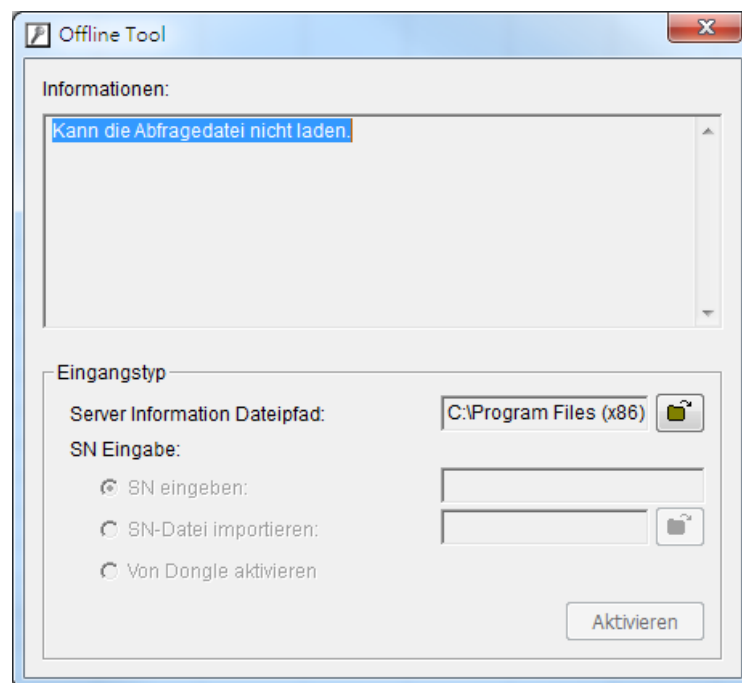 Offline Tool
Informationen:
Kann die Abfragedatei nicht laden.
Eingangstyp
Server Information Dateipfad:
C:\Program Files (x86)
SN Eingabe:
SN eingeben:
SN-Datei importieren:
Von Dongle aktivieren
Aktivieren